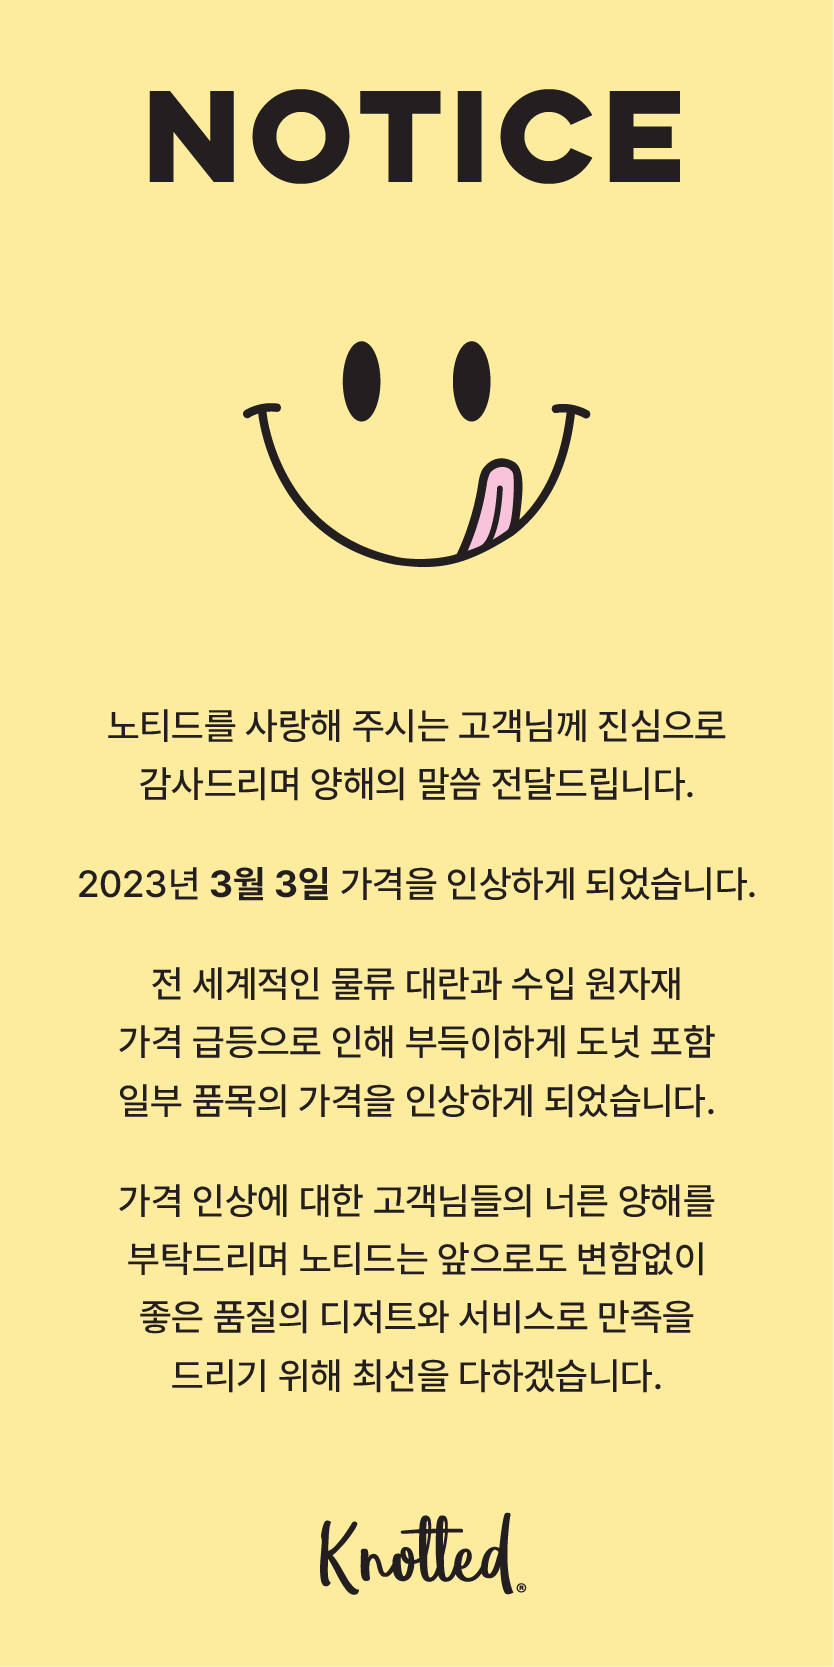 NOTICE
노티드를 사랑해 주시는 고객님께 진심으로
감사드리며 양해의 말씀 전달드립니다.
2023년 3월 3일 가격을 인상하게 되었습니다.
전 세계적인 물류 대란과 수입 원자재
가격 급등으로 인해 부득이하게 도넛 포함
일부 품목의 가격을 인상하게 되었습니다.
가격 인상에 대한 고객님들의 너른 양해를
부탁드리며 노티드는 앞으로도 변함없이
좋은 품질의 디저트와 서비스로 만족을
드리기 위해 최선을 다하겠습니다.
Knotted®